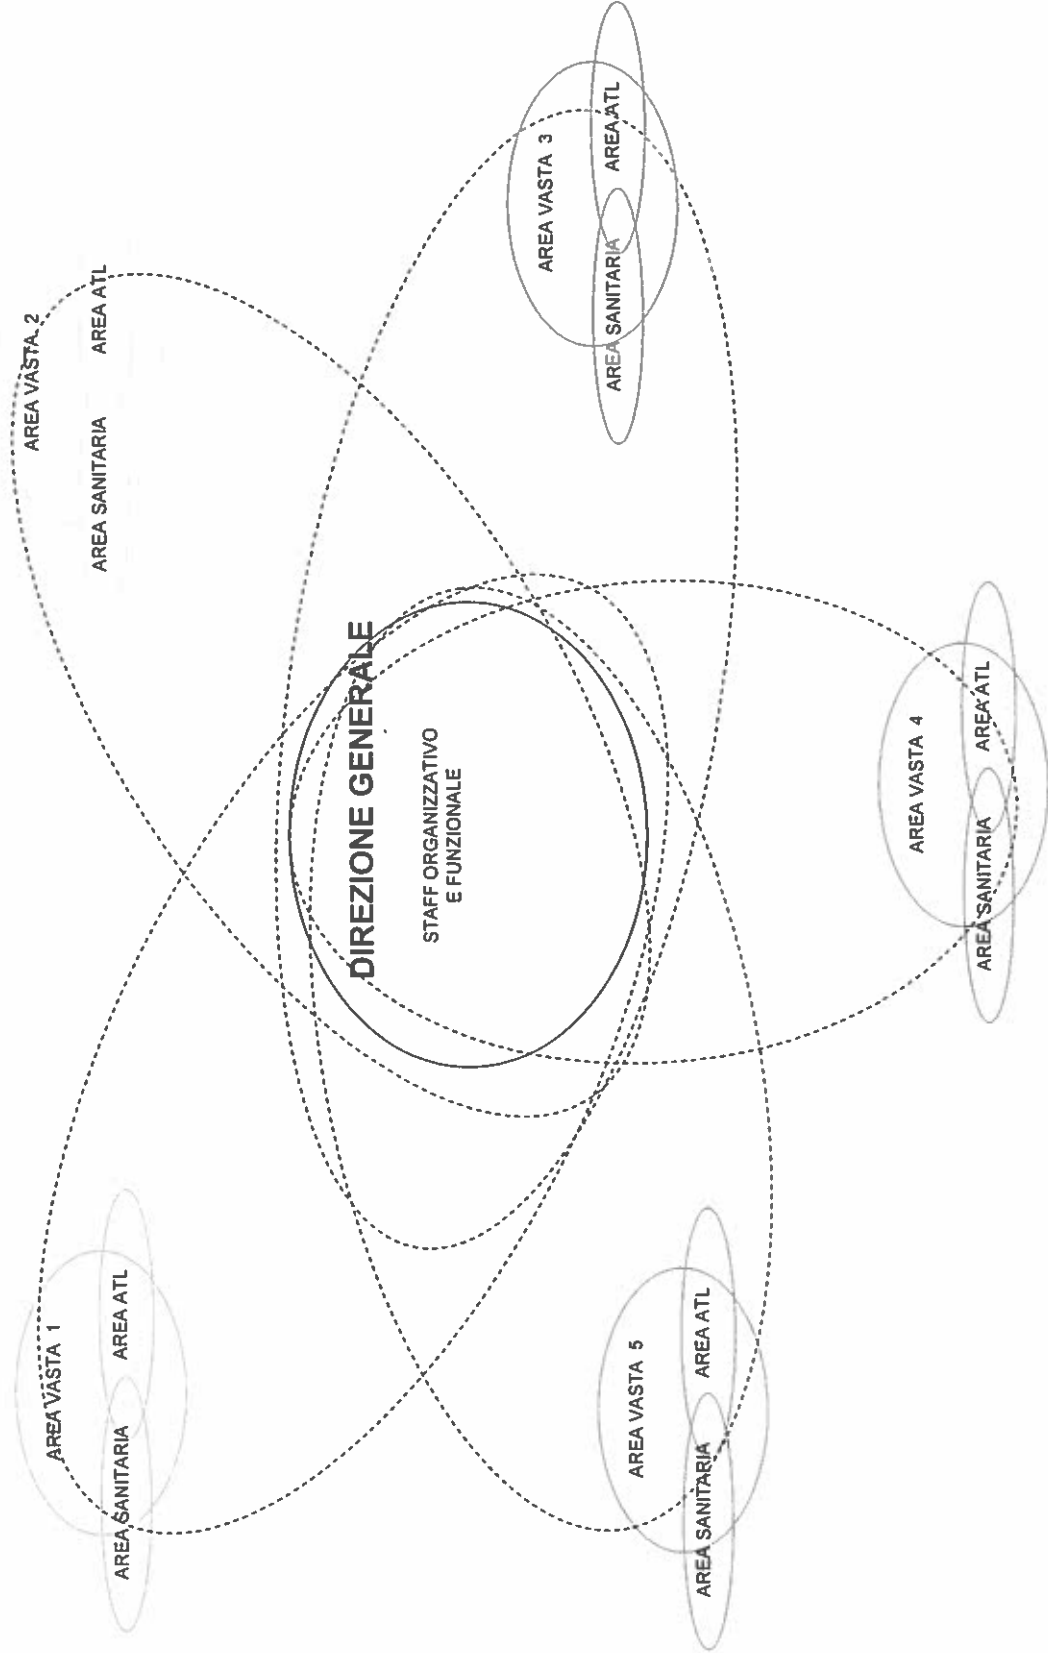 AREA VASTA 1
AREA SANITARIA AREA ATL
AREA VASTA 2
AREA SANITARIA AREA ATL
DIREZIONE GENERALE
STAFF ORGANIZZATIVO
E FUNZIONALE
AREA VASTA 3
AREA SANITARIA AREA ATL
AREA VASTA 5
AREA SANITARIA AREA ATL
AREA VASTA 4
AREA SANITARIA AREA ATL